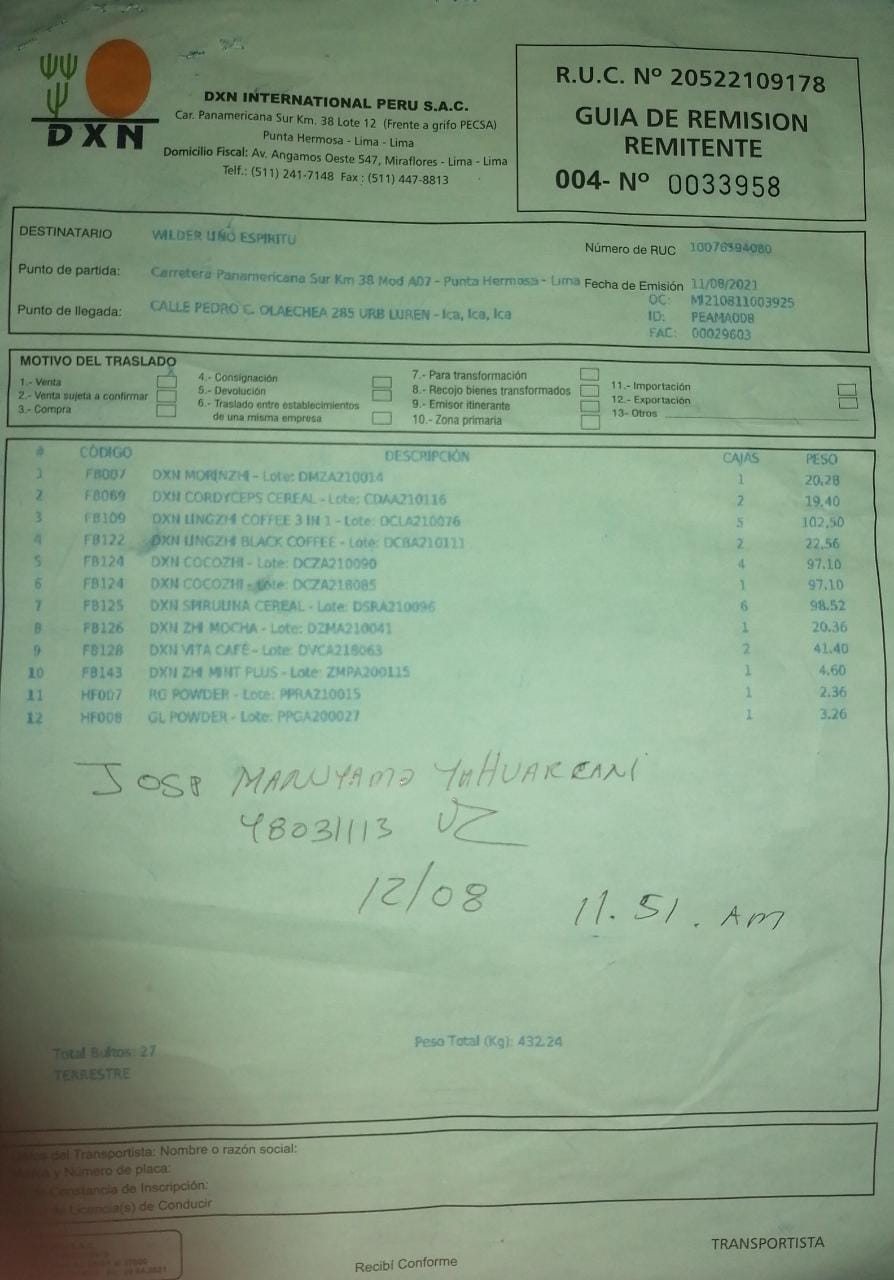 DXN
DXN INTERNATIONAL PERU S.A.C.
Car. Panamericana Sur Km. 38 Lote 12 (Frente a grifo PECSA)
Punta Hermosa - Lima - Lima
Domicilio Fiscal: Av. Angamos Oeste 547, Miraflores - Lima - Lima
Telf.: (511) 241-7148 Fax : (511) 447-8813
R.U.C. Nº 20522109178
GUIA DE REMISION
REMITENTE
004- Nº 0033958
DESTINATARIO WILDER UÑO ESPIRITU
Número de RUC 10076394080
Punto de partida: Carretera Panamericana Sur Km 38 Mod A07 - Punta Hermosa - Lima
Fecha de Emisión 11/08/2021
Punto de llegada: CALLE PEDRO C. OLAECHEA 285 URB LUREN - Ica, Ica, Ica
OC: MI210811003925
ID: PEAMA008
FAC: 00029603
MOTIVO DEL TRASLADO
1.- Venta
2.- Venta sujeta a confirmar
3.- Compra
4.- Consignación
5.- Devolución
6.- Traslado entre establecimientos
de una misma empresa
7.- Para transformación
8.- Recojo bienes transformados
9.- Emisor itinerante
10.- Zona primaria
11.- Importación
12.- Exportación
13- Otros
# CÓDIGO DESCRIPCIÓN CAJAS PESO
1 FB007 DXN MORINZHI - Lote: DMZA210014 1 20,28
2 FB069 DXN CORDYCEPS CEREAL - Lote: CDAA210116 2 19,40
3 FB109 DXN LINGZHI COFFEE 3 IN 1 - Lote: DCLA210076 5 102,50
4 FB122 DXN LINGZHI BLACK COFFEE - Lote: DCBA210111 2 22,56
5 FB124 DXN COCOZHI - Lote: DCZA210090 4 97.10
6 FB124 DXN COCOZHI - Lote: DCZA218085 1 97.10
7 FB125 DXN SPIRULINA CEREAL - Lote: DSRA210096 6 98.52
8 FB126 DXN ZHI MOCHA - Lote: DZMA210041 1 20.36
9 FB128 DXN VITA CAFÉ - Lote: DVCA218063 2 41.40
10 FB143 DXN ZHI MINT PLUS - Lote: ZMPA200115 1 4.60
11 HF007 RG POWDER - Lote: PPRA210015 1 2.36
12 HF008 GL POWDER - Lote: PPGA200027 1 3.26
JOSE MARUYAMA YAHUARCANI
48031113
12/08 11.51. AM
Total Bultos: 27
Peso Total (Kg): 432.24
TERRESTRE
del Transportista: Nombre o razón social:
y Número de placa:
Constancia de Inscripción:
de Licencia(s) de Conducir
Recibí Conforme
TRANSPORTISTA